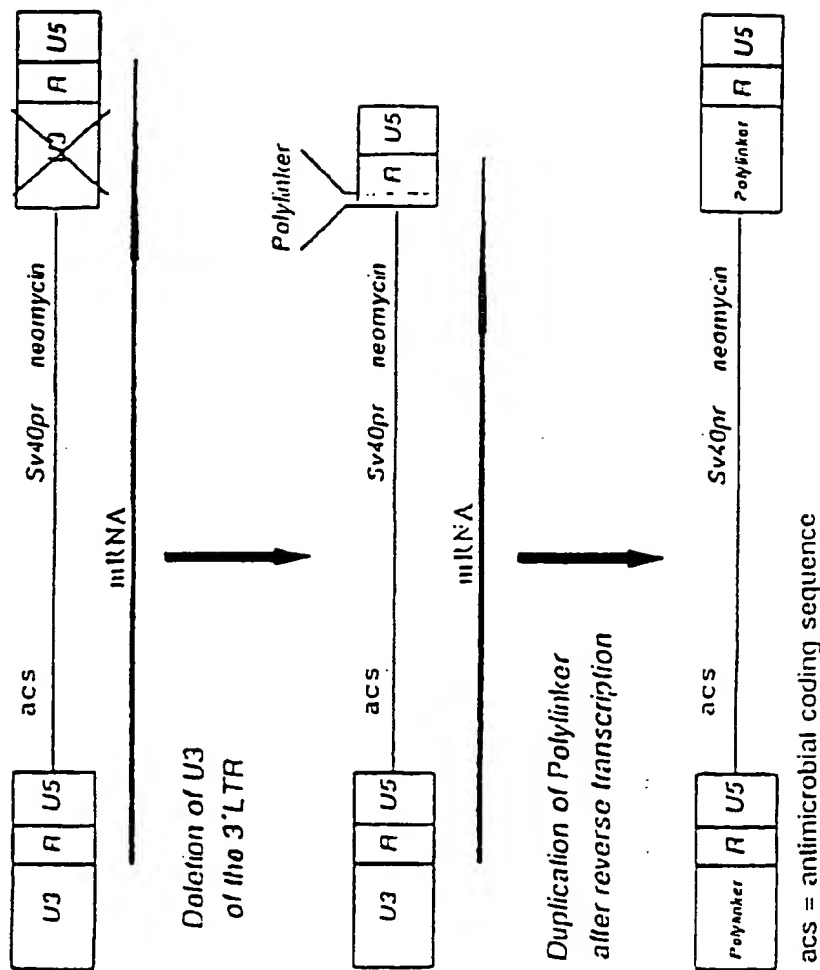 acs Sv40pr neomycin
U3 R U5 U3 R U5
mRNA
Deletion of U3
of the 3'LTR
Polylinker
acs Sv40pr neomycin
U3 R U5 R U5
mRNA
Duplication of Polylinker
after reverse transcription
acs Sv40pr neomycin
Polylinker R U5 Polylinker R U5
acs = antimicrobial coding sequence